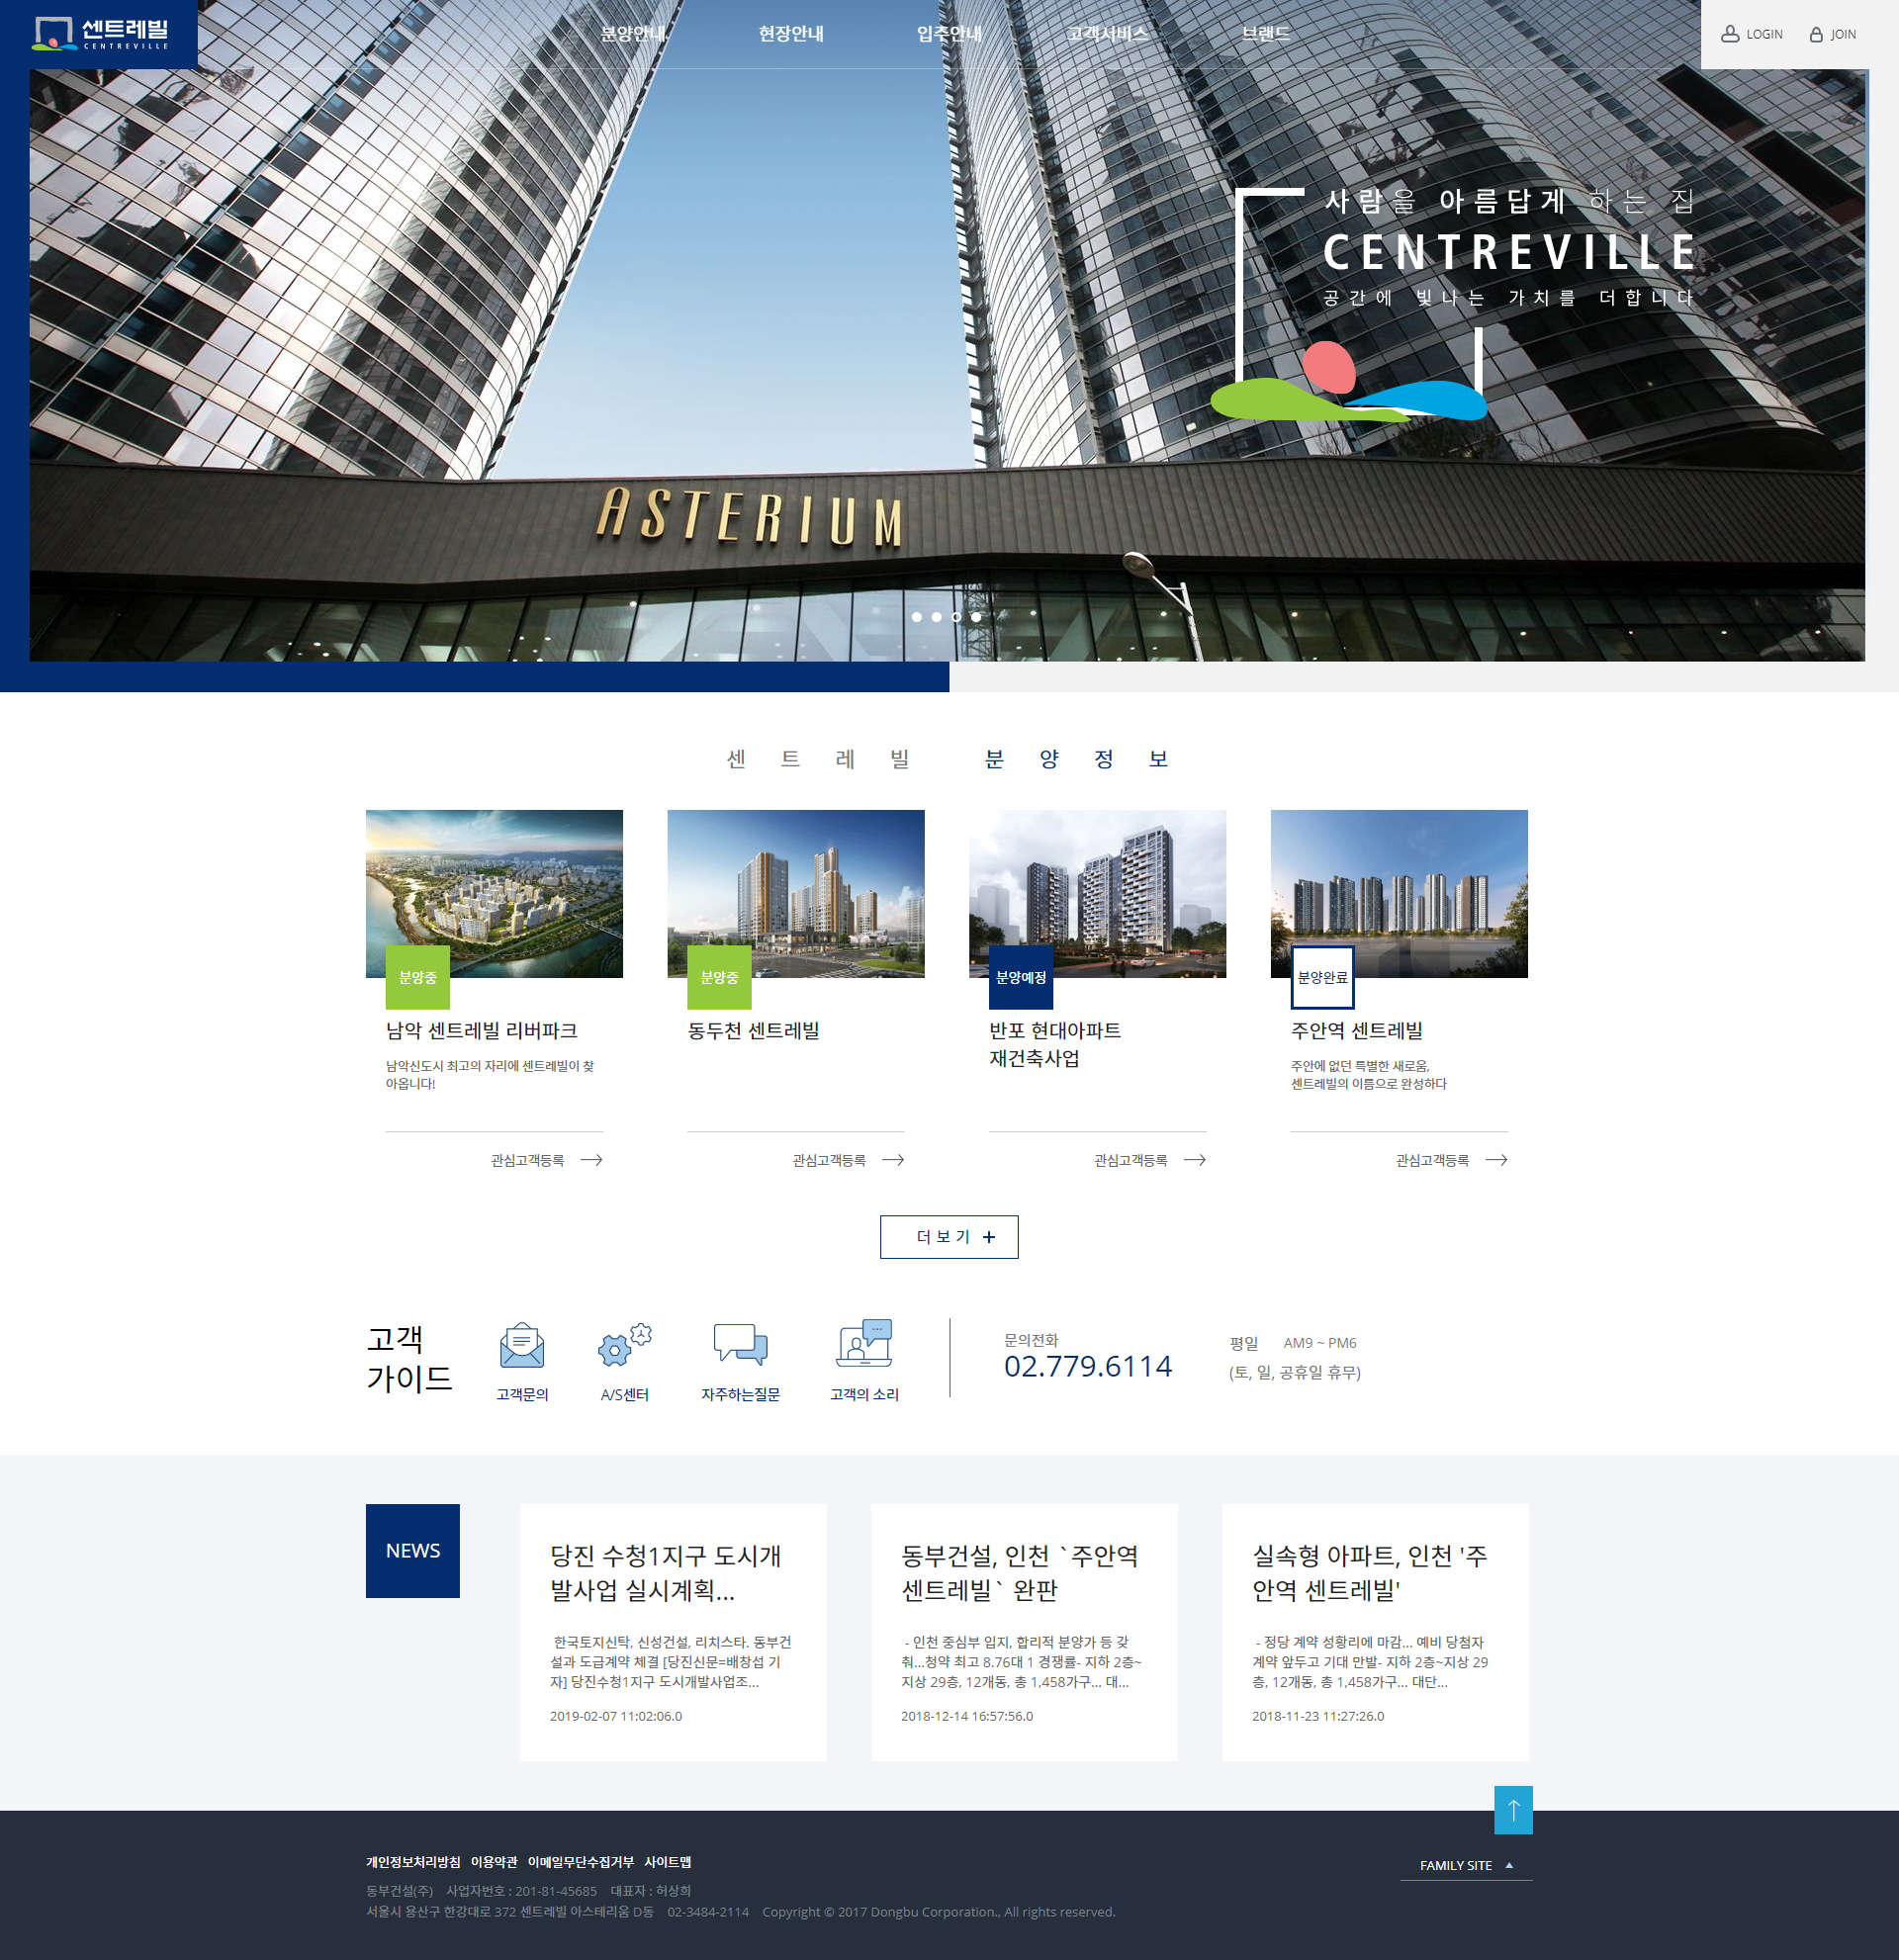 센트레빌
CENTREVILLE
분양안내
현장안내
입주안내
고객서비스
브랜드
LOGIN
JOIN
사람을 아름답게 하는 집
CENTREVILLE
공간에 빛나는 가치를 더합니다
ASTERIUM
센트레빌 분양정보
분양중
남악 센트레빌 리버파크
남악신도시 최고의 자리에 센트레빌이 찾
아옵니다!
관심고객등록
분양중
동두천 센트레빌
관심고객등록
분양예정
반포 현대아파트
재건축사업
관심고객등록
분양완료
주안역 센트레빌
주안에 없던 특별한 새로움,
센트레빌의 이름으로 완성하다
관심고객등록
더보기 +
고객
가이드
고객문의
A/S센터
자주하는질문
고객의 소리
문의전화
02.779.6114
평일 AM9 ~ PM6
(토, 일, 공휴일 휴무)
NEWS
당진 수청1지구 도시개
발사업 실시계획...
한국토지신탁, 신성건설, 리치스타. 동부건
설과 도급계약 체결 [당진신문=배창섭 기
자] 당진수청1지구 도시개발사업조...
2019-02-07 11:02:06.0
동부건설, 인천 `주안역
센트레빌` 완판
- 인천 중심부 입지, 합리적 분양가 등 갖
춰...청약 최고 8.76대 1 경쟁률- 지하 2층~
지상 29층, 12개동, 총 1,458가구... 대...
2018-12-14 16:57:56.0
실속형 아파트, 인천 '주
안역 센트레빌'
- 정당 계약 성황리에 마감... 예비 당첨자
계약 앞두고 기대 만발- 지하 2층~지상 29
층, 12개동, 총 1,458가구... 대단...
2018-11-23 11:27:26.0
개인정보처리방침 이용약관 이메일무단수집거부 사이트맵
동부건설(주) 사업자번호 : 201-81-45685 대표자 : 허상희
서울시 용산구 한강대로 372 센트레빌 아스테리움 D동 02-3484-2114 Copyright © 2017 Dongbu Corporation., All rights reserved.
FAMILY SITE